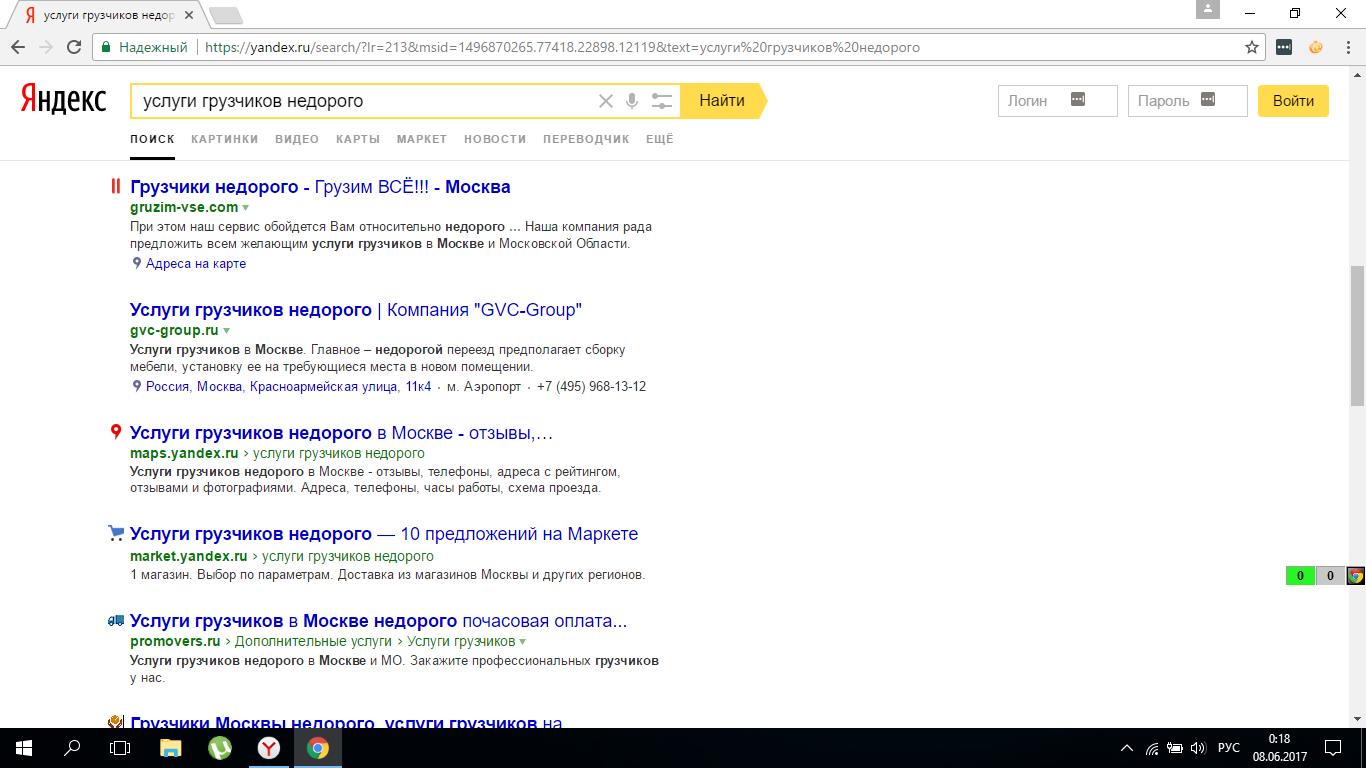 услуги грузчиков недор
Надежный https://yandex.ru/search/?lr=213&msid=1496870265.77418.22898.12119&text=услуги%20грузчиков%20недорого
Яндекс услуги грузчиков недорого Найти Логин Пароль Войти
ПОИСК КАРТИНКИ ВИДЕО КАРТЫ МАРКЕТ НОВОСТИ ПЕРЕВОДЧИК ЕЩЁ
Грузчики недорого - Грузим ВСЁ!!! - Москва
gruzim-vse.com
При этом наш сервис обойдется Вам относительно недорого ... Наша компания рада
предложить всем желающим услуги грузчиков в Москве и Московской Области.
Адреса на карте
Услуги грузчиков недорого | Компания "GVC-Group"
gvc-group.ru
Услуги грузчиков в Москве. Главное – недорогой переезд предполагает сборку
мебели, установку ее на требующиеся места в новом помещении.
Россия, Москва, Красноармейская улица, 11к4 · м. Аэропорт · +7 (495) 968-13-12
Услуги грузчиков недорого в Москве - отзывы,...
maps.yandex.ru › услуги грузчиков недорого
Услуги грузчиков недорого в Москве - отзывы, телефоны, адреса с рейтингом,
отзывами и фотографиями. Адреса, телефоны, часы работы, схема проезда.
Услуги грузчиков недорого — 10 предложений на Маркете
market.yandex.ru › услуги грузчиков недорого
1 магазин. Выбор по параметрам. Доставка из магазинов Москвы и других регионов.
0 0
Услуги грузчиков в Москве недорого почасовая оплата...
promovers.ru › Дополнительные услуги › Услуги грузчиков
Услуги грузчиков недорого в Москве и МО. Закажите профессиональных грузчиков
у нас.
Грузчики Москвы недорого, услуги грузчиков на
РУС 0:18
08.06.2017